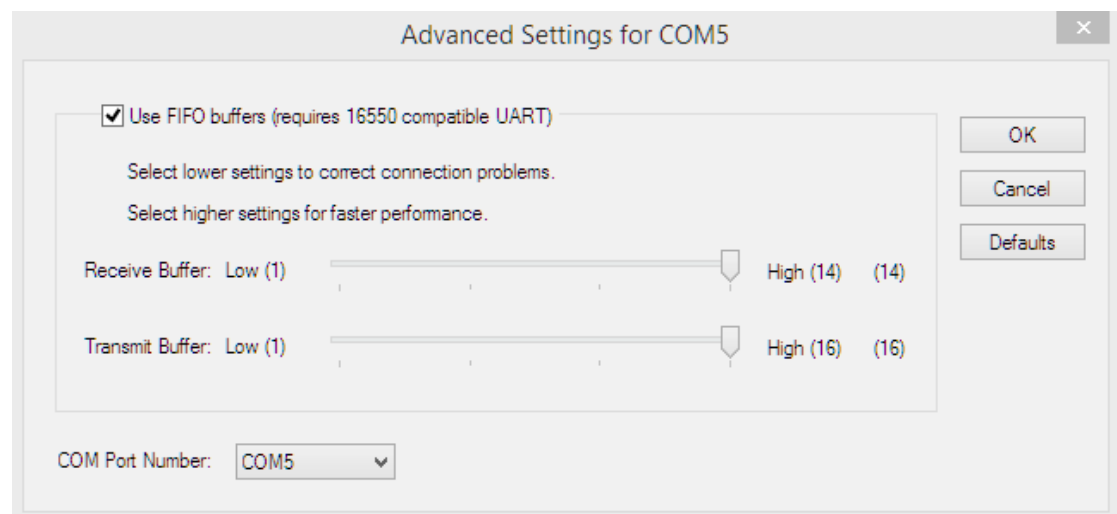 Advanced Settings for COM5
Use FIFO buffers (requires 16550 compatible UART)
OK
Select lower settings to correct connection problems.
Cancel
Select higher settings for faster performance.
Defaults
Receive Buffer: Low (1) High (14) (14)
Transmit Buffer: Low (1) High (16) (16)
COM Port Number: COM5